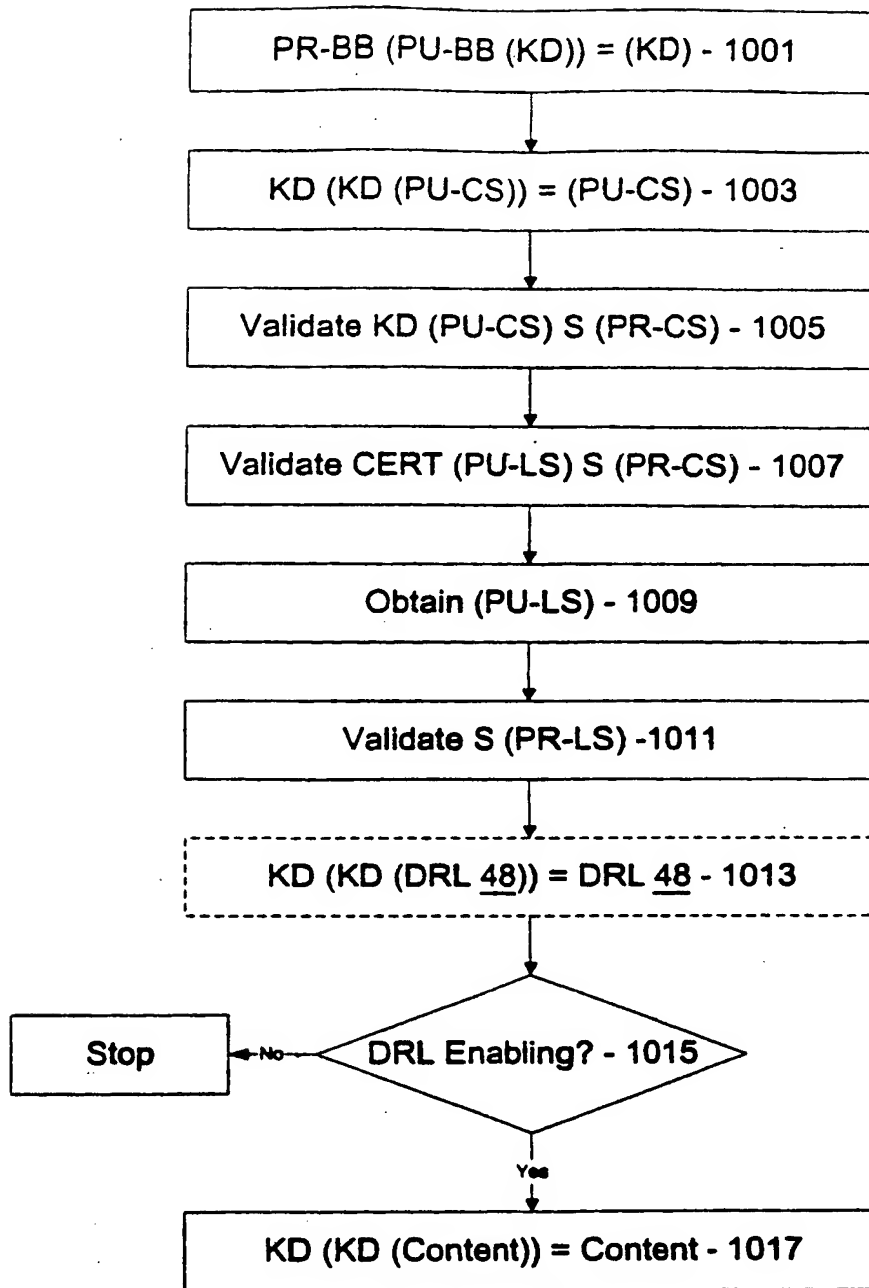 PR-BB (PU-BB (KD)) = (KD) - 1001
KD (KD (PU-CS)) = (PU-CS) - 1003
Validate KD (PU-CS) S (PR-CS) - 1005
Validate CERT (PU-LS) S (PR-CS) - 1007
Obtain (PU-LS) - 1009
Validate S (PR-LS) -1011
KD (KD (DRL 48)) = DRL 48 - 1013
DRL Enabling? - 1015
No
Stop
Yes
KD (KD (Content)) = Content - 1017